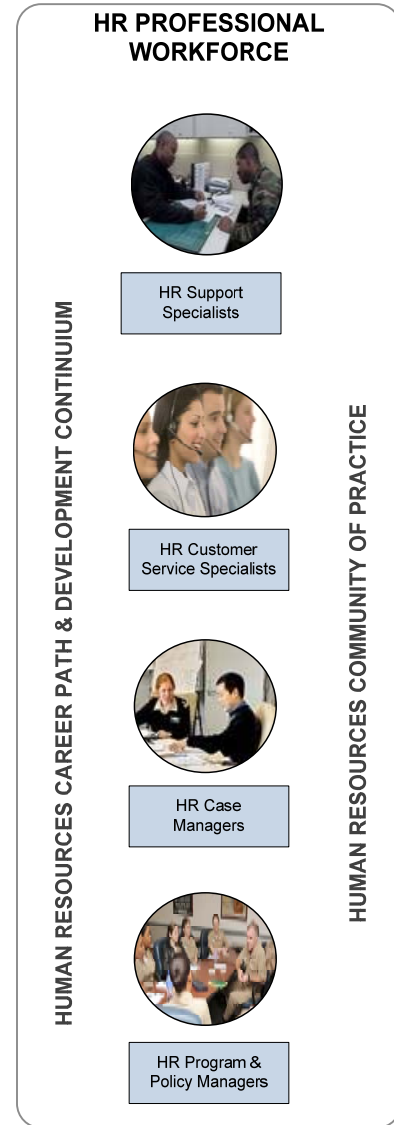 HR PROFESSIONAL
WORKFORCE
HR Support
Specialists
HUMAN RESOURCES CAREER PATH & DEVELOPMENT CONTINUIUM
HR Customer
Service Specialists
HUMAN RESOURCES COMMUNITY OF PRACTICE
HR Case
Managers
HR Program &
Policy Managers